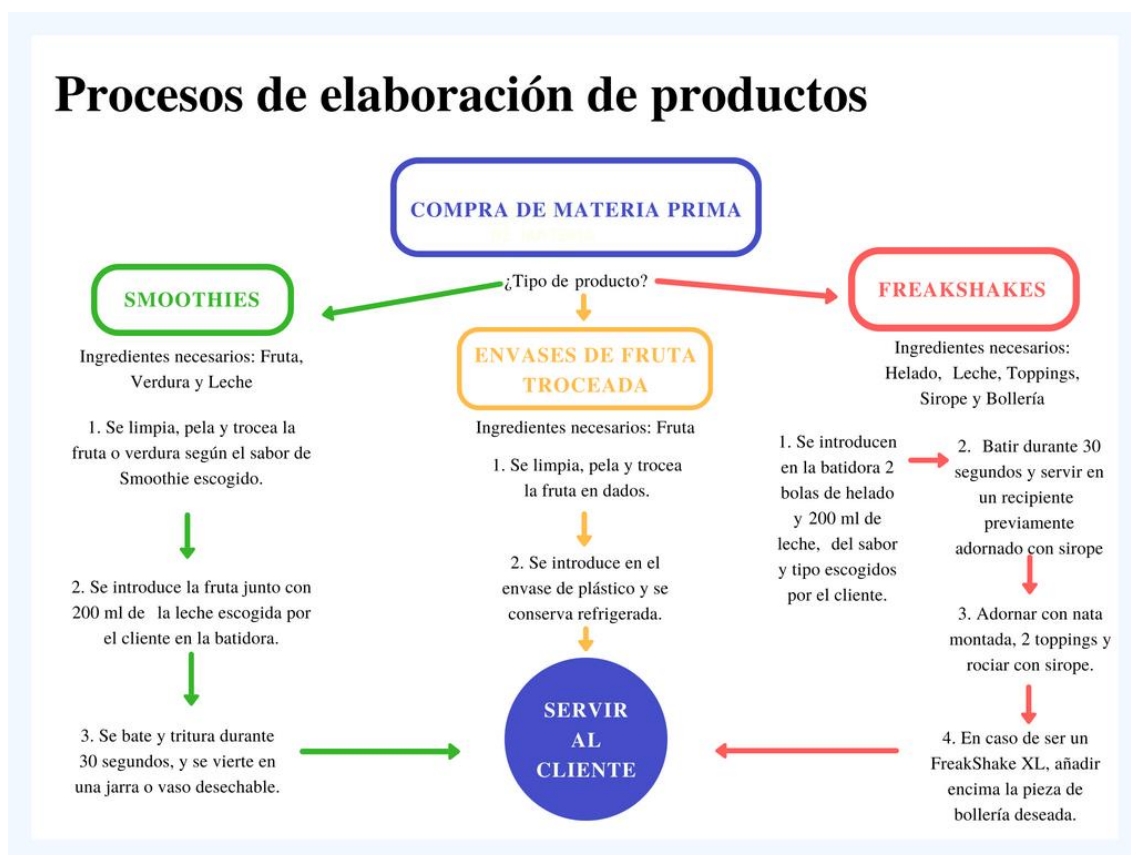 Procesos de elaboración de productos
COMPRA DE MATERIA PRIMA
¿Tipo de producto?
SMOOTHIES
Ingredientes necesarios: Fruta,
Verdura y Leche
1. Se limpia, pela y trocea la
fruta o verdura según el sabor de
Smoothie escogido.
2. Se introduce la fruta junto con
200 ml de la leche escogida por
el cliente en la batidora.
3. Se bate y tritura durante
30 segundos, y se vierte en
una jarra o vaso desechable.
ENVASES DE FRUTA
TROCEADA
Ingredientes necesarios: Fruta
1. Se limpia, pela y trocea
la fruta en dados.
2. Se introduce en el
envase de plástico y se
conserva refrigerada.
FREAKSHAKES
Ingredientes necesarios:
Helado, Leche, Toppings,
Sirope y Bollería
1. Se introducen
en la batidora 2
bolas de helado
y 200 ml de
leche, del sabor
y tipo escogidos
por el cliente.
2. Batir durante 30
segundos y servir en
un recipiente
previamente
adornado con sirope
3. Adornar con nata
montada, 2 toppings y
rociar con sirope.
4. En caso de ser un
FreakShake XL, añadir
encima la pieza de
bollería deseada.
SERVIR
AL
CLIENTE